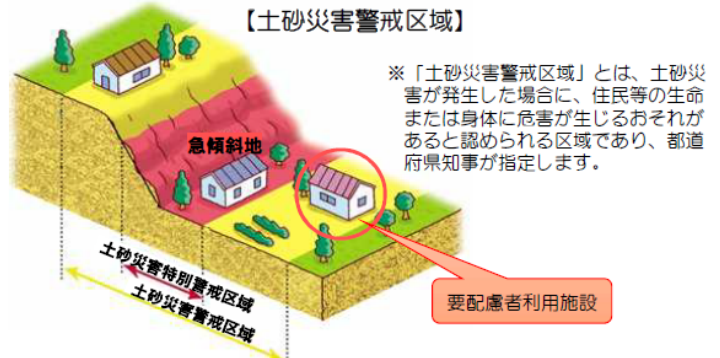 【土砂災害警戒区域】
※「土砂災害警戒区域」とは、土砂災
害が発生した場合に、住民等の生命
または身体に危害が生じるおそれが
あると認められる区域であり、都道
府県知事が指定します。
急傾斜地
土砂災害特別警戒区域
土砂災害警戒区域
要配慮者利用施設